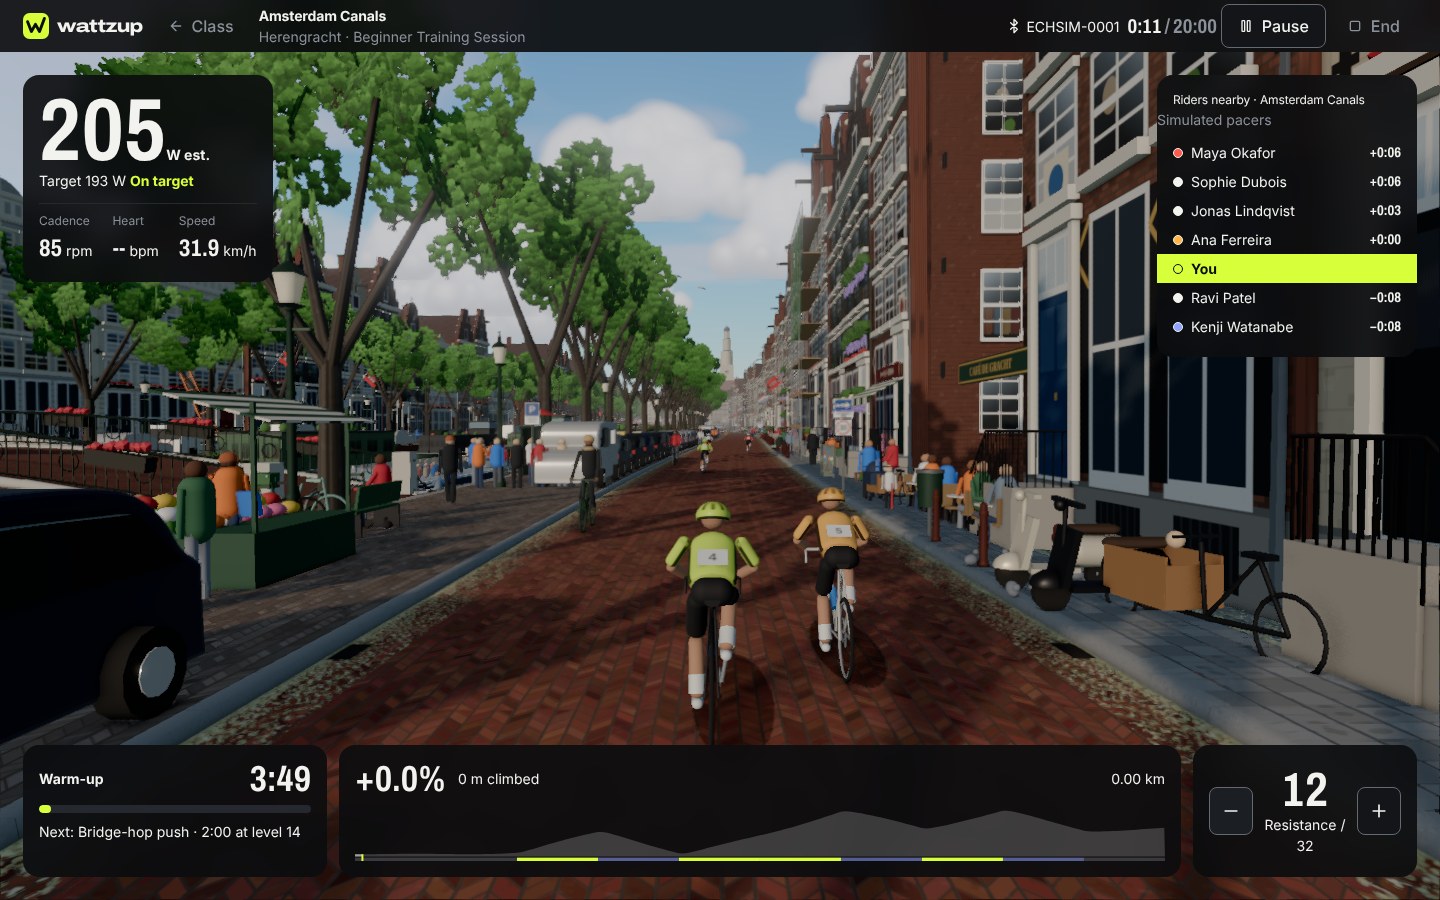 wattzup
Class
Amsterdam Canals
Herengracht · Beginner Training Session
ECHSIM-0001 0:11 / 20:00
Pause
End
205 W est.
Target 193 W On target
Cadence Heart Speed
85 rpm -- bpm 31.9 km/h
Riders nearby · Amsterdam Canals
Simulated pacers
Maya Okafor +0:06
Sophie Dubois +0:06
Jonas Lindqvist +0:03
Ana Ferreira +0:00
You
Ravi Patel −0:08
Kenji Watanabe −0:08
CAFE DE GRACHT
P
4
5
Warm-up 3:49
Next: Bridge-hop push · 2:00 at level 14
+0.0% 0 m climbed 0.00 km
−
12
+
Resistance /
32